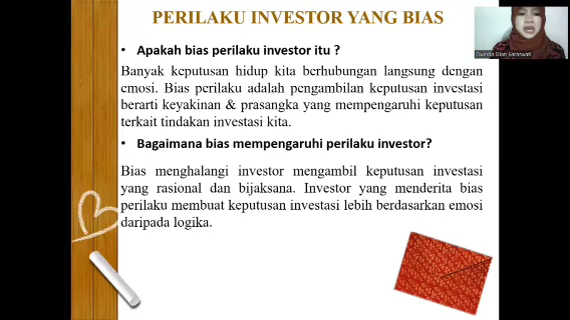 PERILAKU INVESTOR YANG BIAS
• Apakah bias perilaku investor itu ?
Banyak keputusan hidup kita berhubungan langsung dengan
emosi. Bias perilaku adalah pengambilan keputusan investasi
berarti keyakinan & prasangka yang mempengaruhi keputusan
terkait tindakan investasi kita.
• Bagaimana bias mempengaruhi perilaku investor?
Bias menghalangi investor mengambil keputusan investasi
yang rasional dan bijaksana. Investor yang menderita bias
perilaku membuat keputusan investasi lebih berdasarkan emosi
daripada logika.
Dian Saraswati